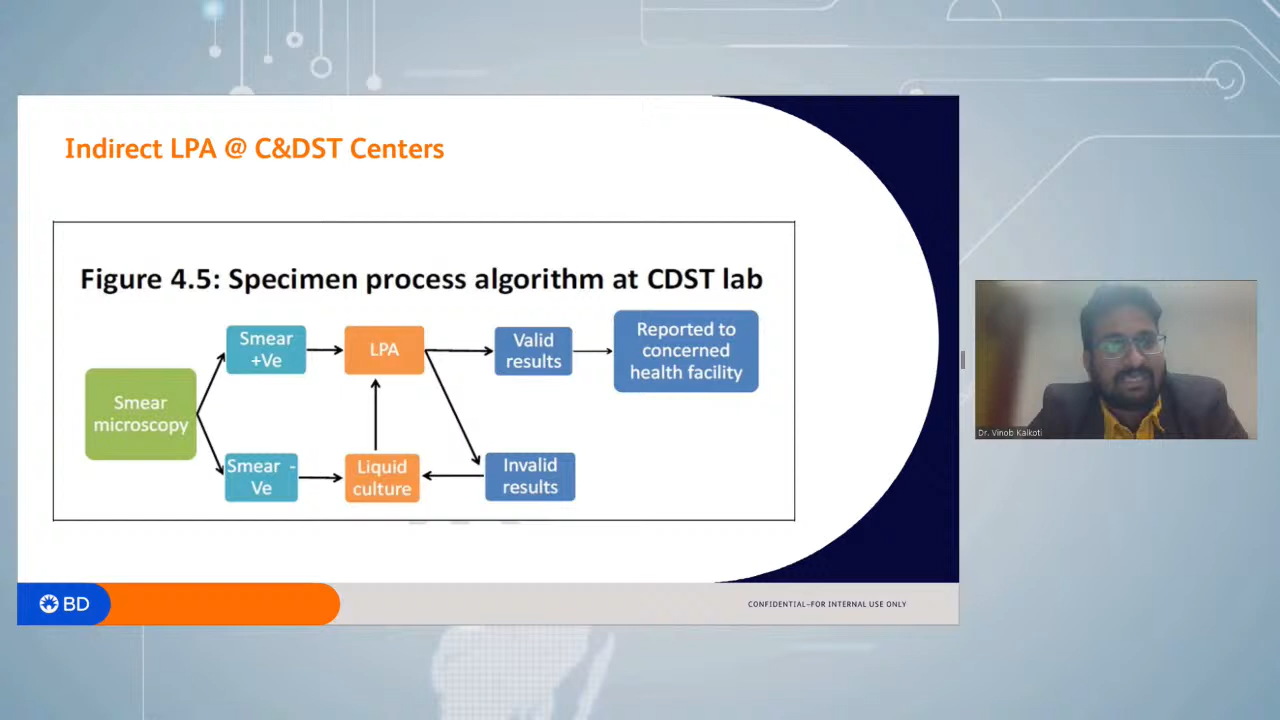 Indirect LPA @ C&DST Centers
Figure 4.5: Specimen process algorithm at CDST lab
Smear
+Ve
LPA
Valid
results
Reported to
concerned
health facility
Smear
microscopy
Smear -
Ve
Liquid
culture
Invalid
results
Dr. Vinob Kalkoti
BD
CONFIDENTIAL–FOR INTERNAL USE ONLY